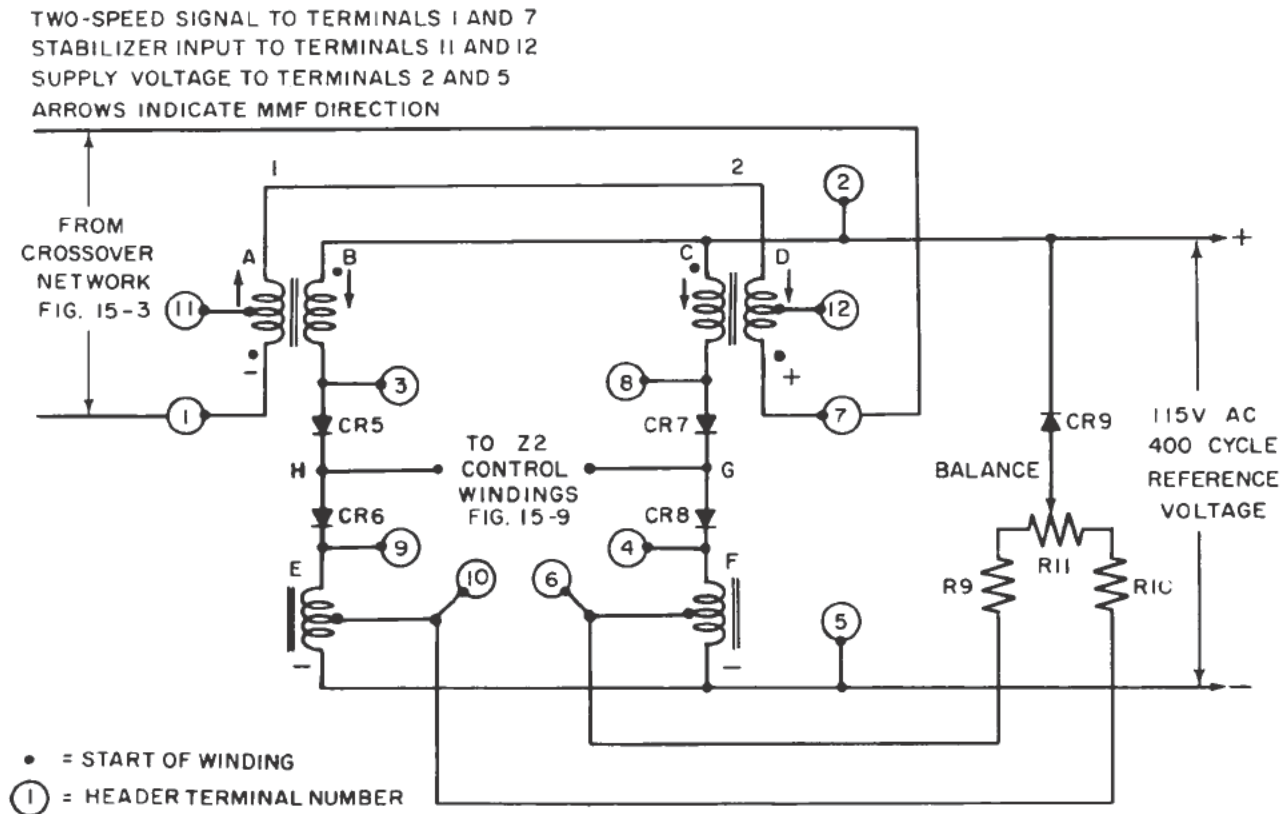 TWO-SPEED SIGNAL TO TERMINALS 1 AND 7
STABILIZER INPUT TO TERMINALS 11 AND 12
SUPPLY VOLTAGE TO TERMINALS 2 AND 5
ARROWS INDICATE MMF DIRECTION
1
2
2
FROM
CROSSOVER
NETWORK
FIG. 15-3
A
B
C
D
+
11
12
-
+
3
8
1
7
CR5
CR7
CR9
H
TO Z2
CONTROL
WINDINGS
FIG. 15-9
G
BALANCE
115V AC
400 CYCLE
REFERENCE
VOLTAGE
CR6
CR8
9
4
R11
E
F
10
6
R9
R10
5
-
-
-
• = START OF WINDING
1 = HEADER TERMINAL NUMBER